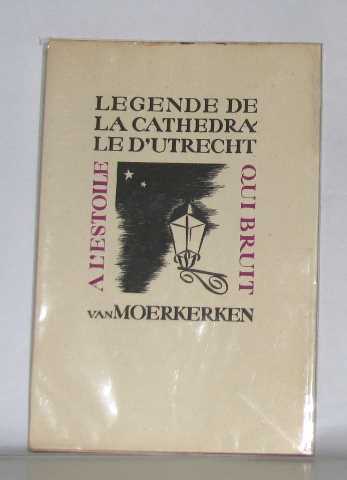 LEGENDE DE
LA CATHEDRA
LE D'UTRECHT
A L'ESTOILE
QUI BRUIT
VAN MOERKERKEN